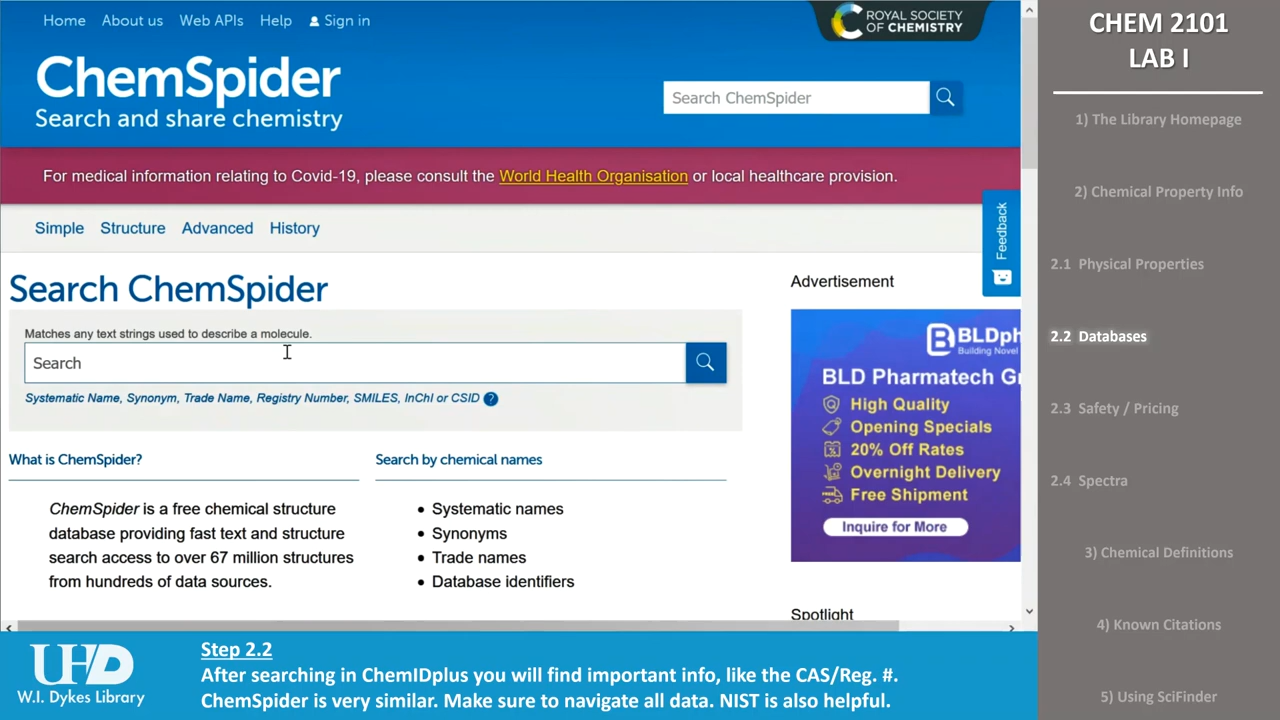 Home About us Web APIs Help Sign in
ROYAL SOCIETY
OF CHEMISTRY
ChemSpider
Search and share chemistry
Search ChemSpider
For medical information relating to Covid-19, please consult the World Health Organisation or local healthcare provision.
Simple Structure Advanced History
Feedback
Search ChemSpider
Matches any text strings used to describe a molecule.
Search
Systematic Name, Synonym, Trade Name, Registry Number, SMILES, InChI or CSID ?
What is ChemSpider?
ChemSpider is a free chemical structure
database providing fast text and structure
search access to over 67 million structures
from hundreds of data sources.
Search by chemical names
• Systematic names
• Synonyms
• Trade names
• Database identifiers
Advertisement
BLDph
Building Novel
BLD Pharmatech Gr
High Quality
Opening Specials
20% Off Rates
Overnight Delivery
Free Shipment
Inquire for More
Spotlight
CHEM 2101
LAB I
1) The Library Homepage
2) Chemical Property Info
2.1 Physical Properties
2.2 Databases
2.3 Safety / Pricing
2.4 Spectra
3) Chemical Definitions
4) Known Citations
5) Using SciFinder
UHD
W.I. Dykes Library
Step 2.2
After searching in ChemIDplus you will find important info, like the CAS/Reg. #.
ChemSpider is very similar. Make sure to navigate all data. NIST is also helpful.